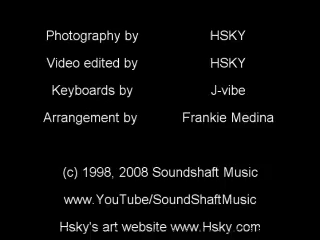 Photography by HSKY
Video edited by HSKY
Keyboards by J-vibe
Arrangement by Frankie Medina
(c) 1998, 2008 Soundshaft Music
www.YouTube/SoundShaftMusic
Hsky's art website www.Hsky.com